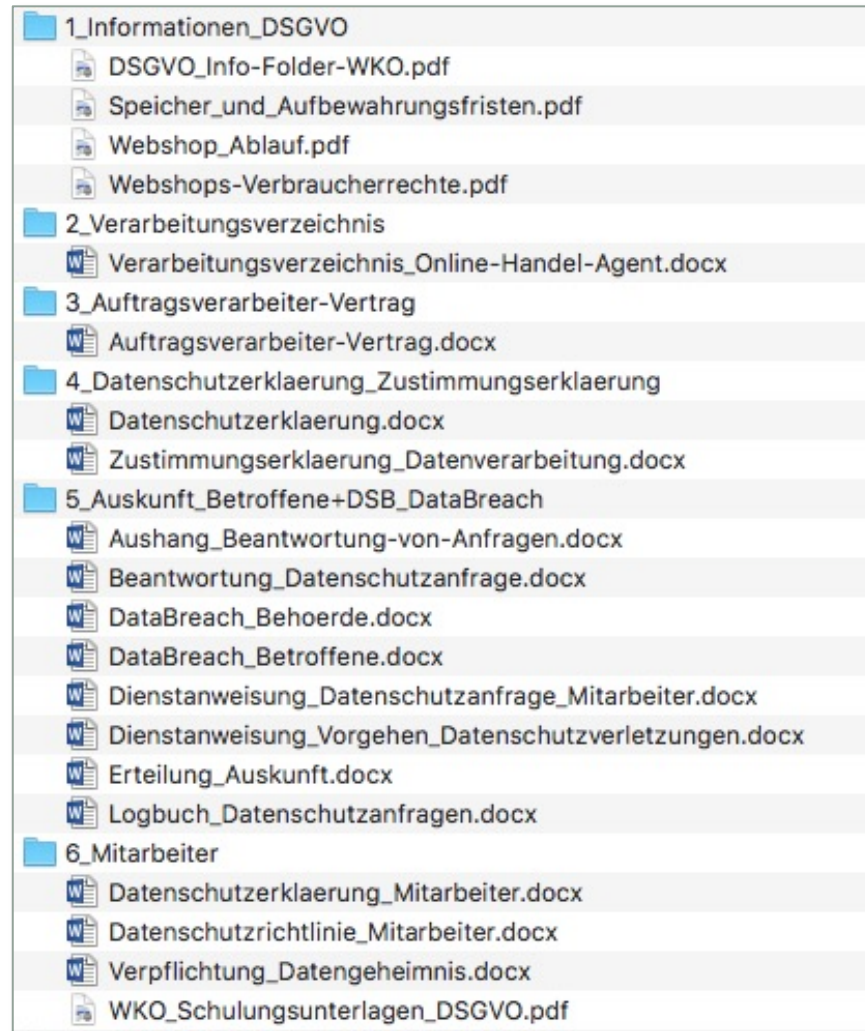 1_Informationen_DSGVO
DSGVO_Info-Folder-WKO.pdf
Speicher_und_Aufbewahrungsfristen.pdf
Webshop_Ablauf.pdf
Webshops-Verbraucherrechte.pdf
2_Verarbeitungsverzeichnis
Verarbeitungsverzeichnis_Online-Handel-Agent.docx
3_Auftragsverarbeiter-Vertrag
Auftragsverarbeiter-Vertrag.docx
4_Datenschutzerklaerung_Zustimmungserklaerung
Datenschutzerklaerung.docx
Zustimmungserklaerung_Datenverarbeitung.docx
5_Auskunft_Betroffene+DSB_DataBreach
Aushang_Beantwortung-von-Anfragen.docx
Beantwortung_Datenschutzanfrage.docx
DataBreach_Behoerde.docx
DataBreach_Betroffene.docx
Dienstanweisung_Datenschutzanfrage_Mitarbeiter.docx
Dienstanweisung_Vorgehen_Datenschutzverletzungen.docx
Erteilung_Auskunft.docx
Logbuch_Datenschutzanfragen.docx
6_Mitarbeiter
Datenschutzerklaerung_Mitarbeiter.docx
Datenschutzrichtlinie_Mitarbeiter.docx
Verpflichtung_Datengeheimnis.docx
WKO_Schulungsunterlagen_DSGVO.pdf